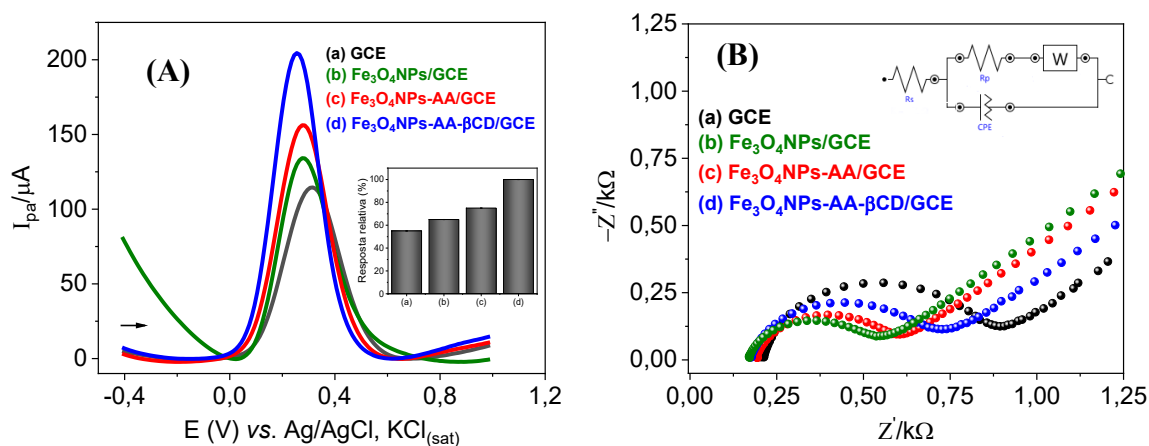 (A)
(a) GCE
(b) Fe₃O₄NPs/GCE
(c) Fe₃O₄NPs-AA/GCE
(d) Fe₃O₄NPs-AA-βCD/GCE
I_pa/μA
200
150
100
50
0
-0,4
0,0
0,4
0,8
1,2
E (V) vs. Ag/AgCl, KCl(sat)
Resposta relativa (%)
100
80
60
40
20
0
(a)
(b)
(c)
(d)
(B)
(a) GCE
(b) Fe₃O₄NPs/GCE
(c) Fe₃O₄NPs-AA/GCE
(d) Fe₃O₄NPs-AA-βCD/GCE
Rs
Rp
W
CPE
–Z''/kΩ
1,25
1,00
0,75
0,50
0,25
0,00
0,00
0,25
0,50
0,75
1,00
1,25
Z'/kΩ